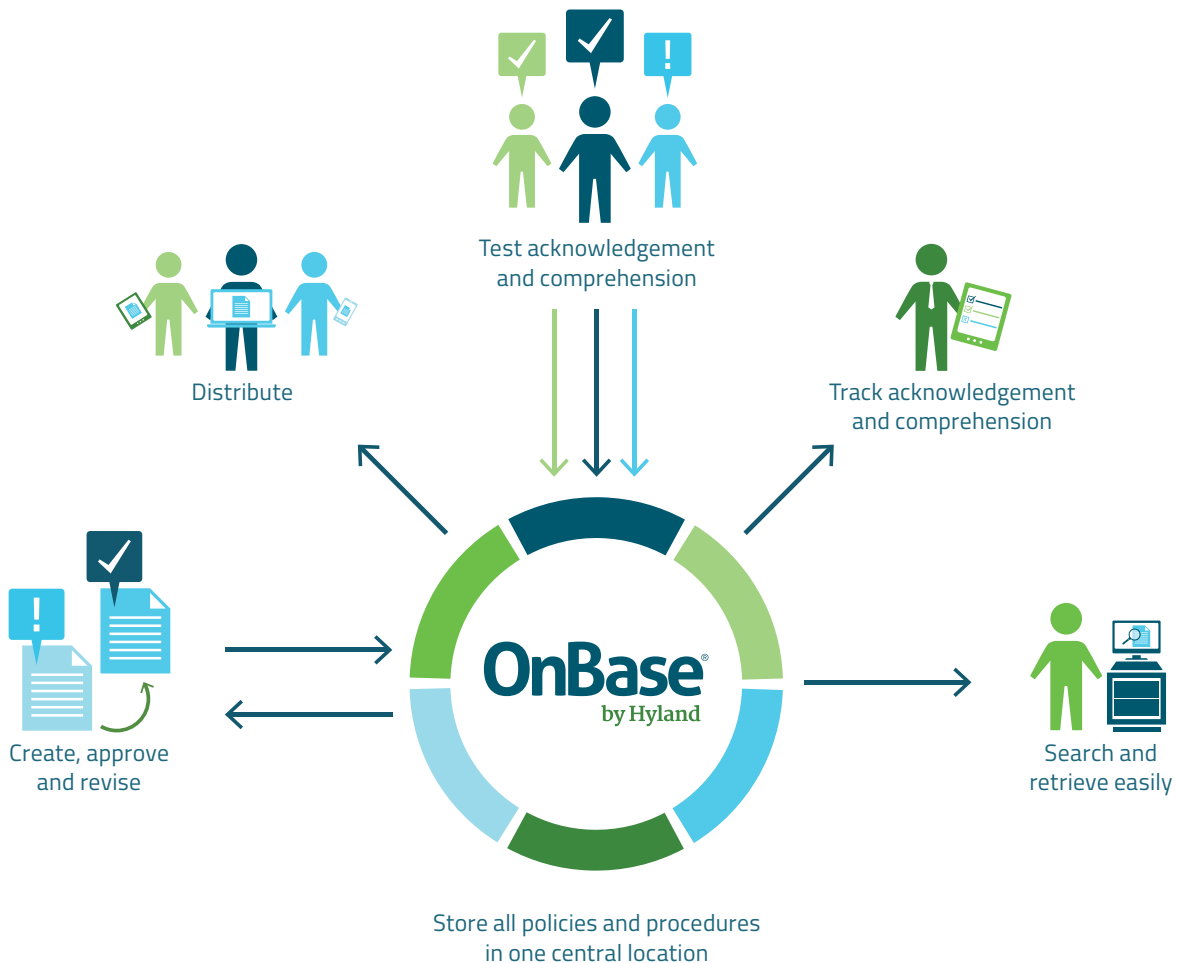 Test acknowledgement
and comprehension
Distribute
Track acknowledgement
and comprehension
Create, approve
and revise
OnBase®
by Hyland
Search and
retrieve easily
Store all policies and procedures
in one central location